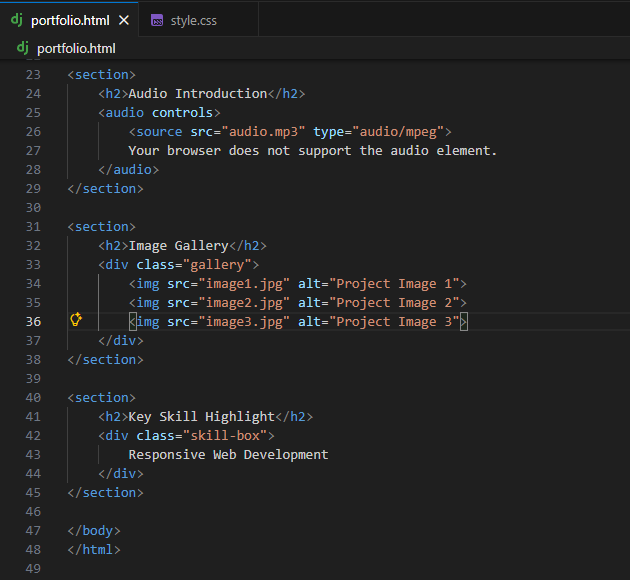 dj portfolio.html ✕ style.css
dj portfolio.html
23 <section>
24     <h2>Audio Introduction</h2>
25     <audio controls>
26         <source src="audio.mp3" type="audio/mpeg">
27         Your browser does not support the audio element.
28     </audio>
29 </section>
30
31 <section>
32     <h2>Image Gallery</h2>
33     <div class="gallery">
34         <img src="image1.jpg" alt="Project Image 1">
35         <img src="image2.jpg" alt="Project Image 2">
36         <img src="image3.jpg" alt="Project Image 3">
37     </div>
38 </section>
39
40 <section>
41     <h2>Key Skill Highlight</h2>
42     <div class="skill-box">
43         Responsive Web Development
44     </div>
45 </section>
46
47 </body>
48 </html>
49